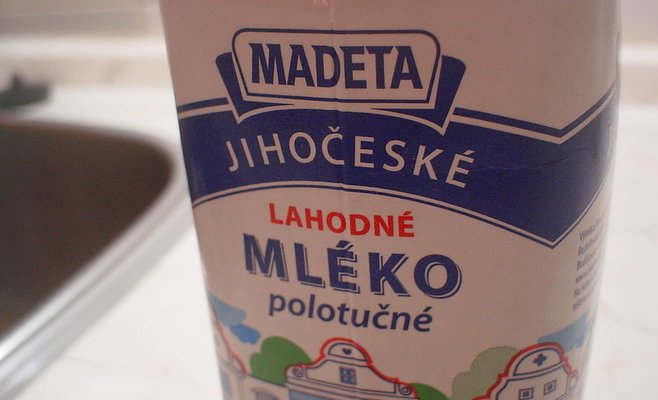 MADETA
JIHOČESKÉ
LAHODNÉ
MLÉKO
polotučné